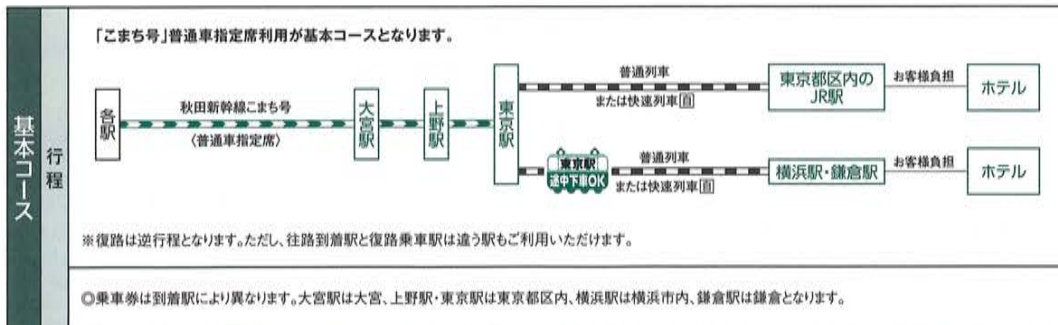 基本コース
行程
「こまち号」普通車指定席利用が基本コースとなります。
各駅
秋田新幹線こまち号
〈普通車指定席〉
大宮駅
上野駅
東京駅
普通列車
または快速列車自
東京都区内の
JR駅
お客様負担
ホテル
東京駅
途中下車OK
普通列車
または快速列車自
横浜駅・鎌倉駅
お客様負担
ホテル
※復路は逆行程となります。ただし、往路到着駅と復路乗車駅は違う駅もご利用いただけます。
◎乗車券は到着駅により異なります。大宮駅は大宮、上野駅・東京駅は東京都区内、横浜駅は横浜市内、鎌倉駅は鎌倉となります。